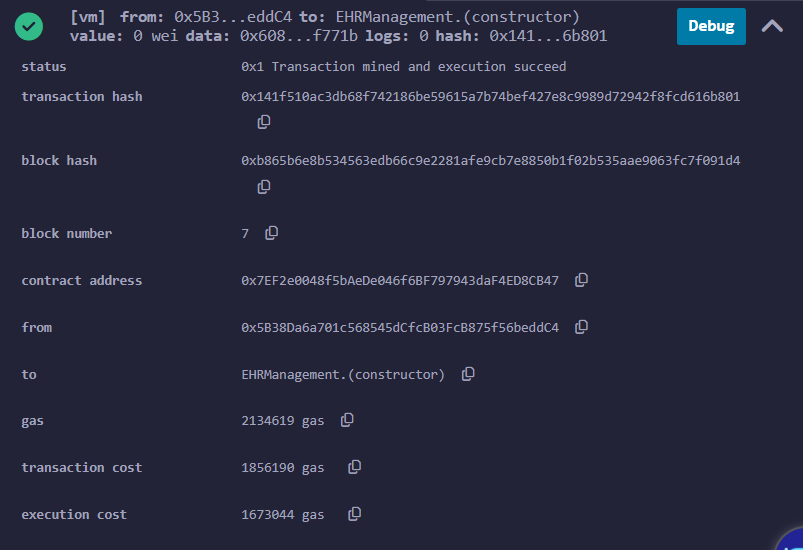 [vm] from: 0x5B3...eddC4 to: EHRManagement.(constructor)
value: 0 wei data: 0x608...f771b logs: 0 hash: 0x141...6b801
Debug
status 0x1 Transaction mined and execution succeed
transaction hash 0x141f510ac3db68f742186be59615a7b74bef427e8c9989d72942f8fcd616b801
block hash 0xb865b6e8b534563edb66c9e2281afe9cb7e8850b1f02b535aae9063fc7f091d4
block number 7
contract address 0x7EF2e0048f5bAeDe046f6BF797943daF4ED8CB47
from 0x5B38Da6a701c568545dCfcB03FcB875f56beddC4
to EHRManagement.(constructor)
gas 2134619 gas
transaction cost 1856190 gas
execution cost 1673044 gas